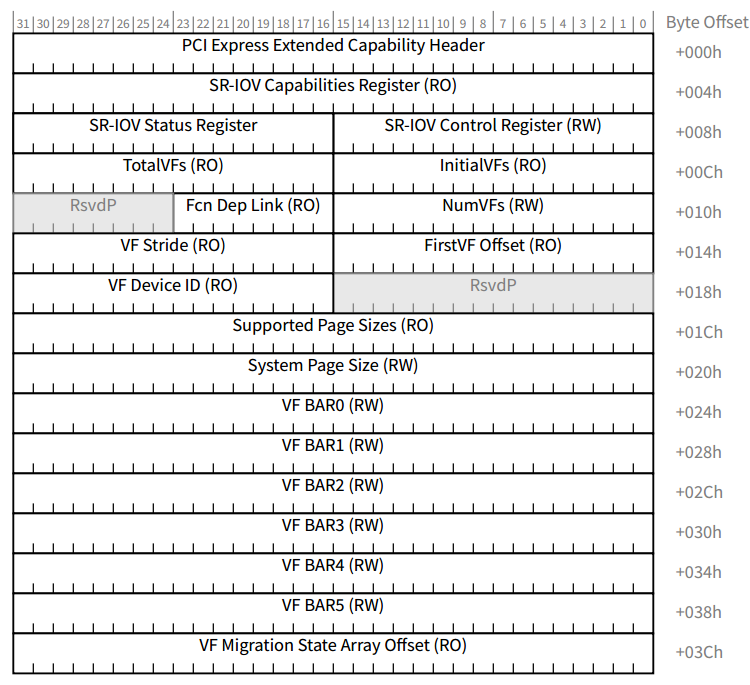 31 30 29 28 27 26 25 24 23 22 21 20 19 18 17 16 15 14 13 12 11 10 9 8 7 6 5 4 3 2 1 0 Byte Offset
PCI Express Extended Capability Header +000h
SR-IOV Capabilities Register (RO) +004h
SR-IOV Status Register SR-IOV Control Register (RW) +008h
TotalVFs (RO) InitialVFs (RO) +00Ch
RsvdP Fcn Dep Link (RO) NumVFs (RW) +010h
VF Stride (RO) FirstVF Offset (RO) +014h
VF Device ID (RO) RsvdP +018h
Supported Page Sizes (RO) +01Ch
System Page Size (RW) +020h
VF BAR0 (RW) +024h
VF BAR1 (RW) +028h
VF BAR2 (RW) +02Ch
VF BAR3 (RW) +030h
VF BAR4 (RW) +034h
VF BAR5 (RW) +038h
VF Migration State Array Offset (RO) +03Ch